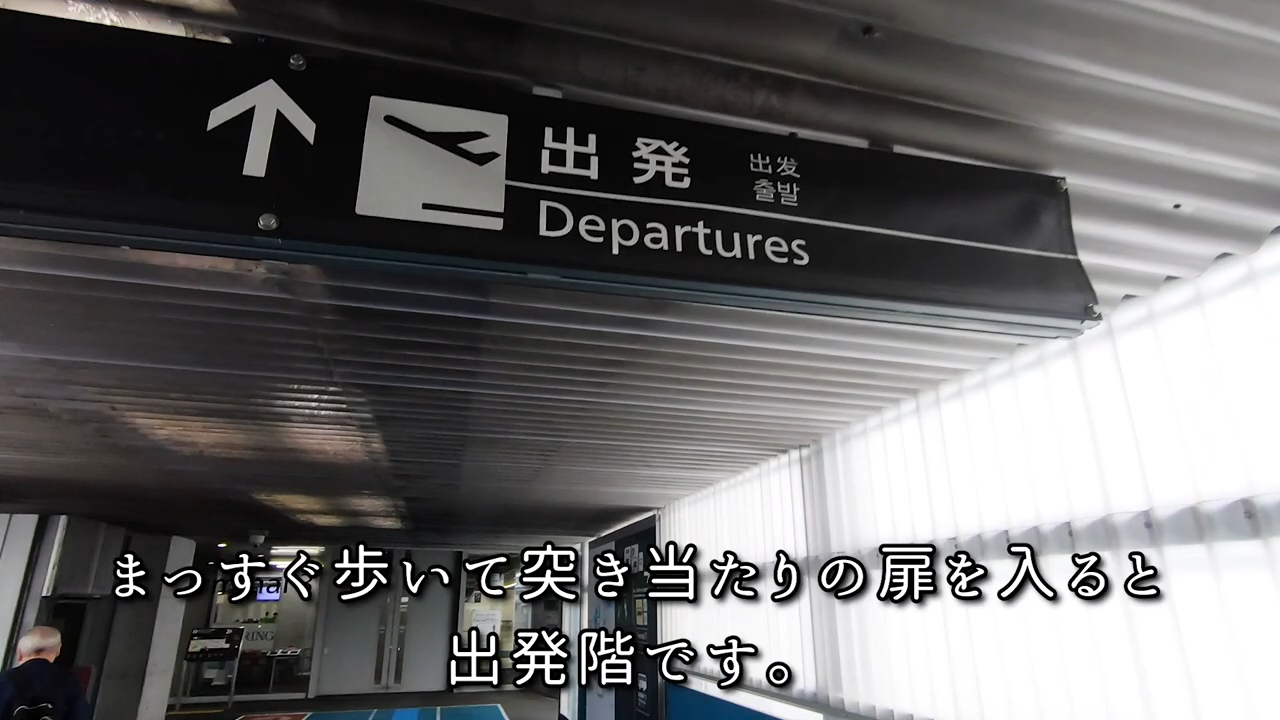 出発
出发
출발
Departures
RING
まっすぐ歩いて突き当たりの扉を入ると
出発階です。